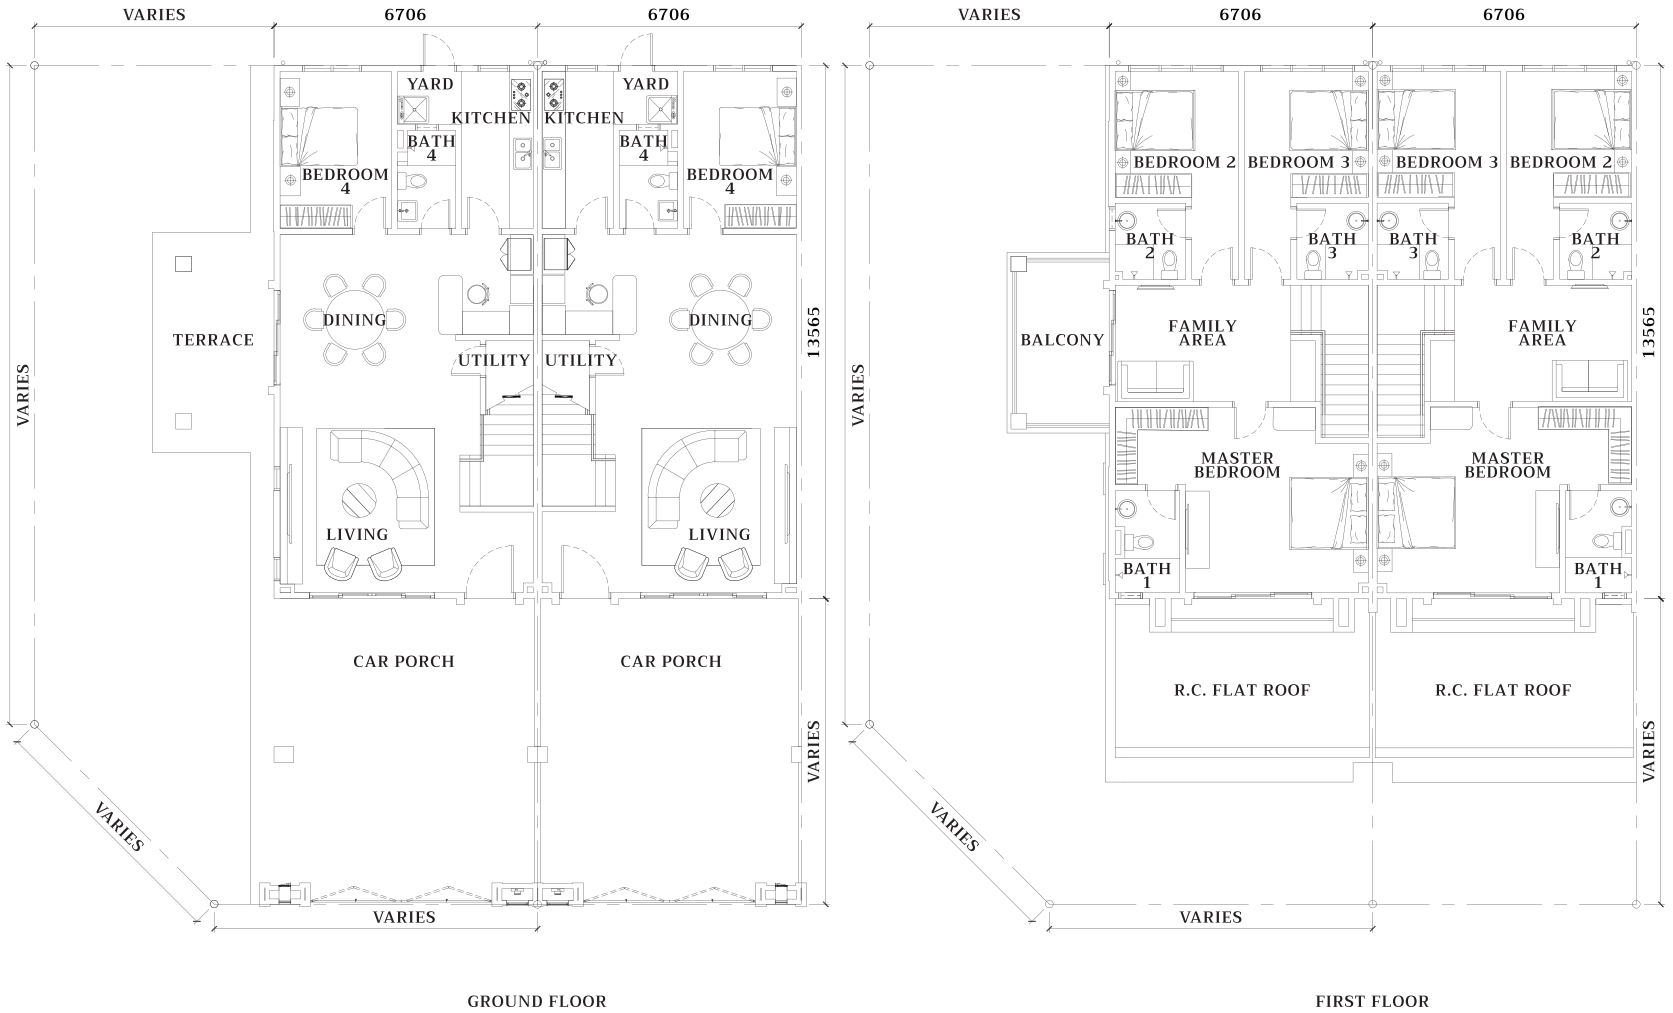 VARIES
6706
6706
VARIES
6706
6706
YARD
YARD
KITCHEN
KITCHEN
BATH
4
BATH
4
BEDROOM
4
BEDROOM
4
BEDROOM 2
BEDROOM 3
BEDROOM 3
BEDROOM 2
BATH
2
BATH
3
BATH
3
BATH
2
DINING
DINING
TERRACE
UTILITY
UTILITY
13565
BALCONY
FAMILY
AREA
FAMILY
AREA
13565
VARIES
VARIES
MASTER
BEDROOM
MASTER
BEDROOM
LIVING
LIVING
BATH
1
BATH
1
CAR PORCH
CAR PORCH
R.C. FLAT ROOF
R.C. FLAT ROOF
VARIES
VARIES
VARIES
VARIES
VARIES
VARIES
GROUND FLOOR
FIRST FLOOR